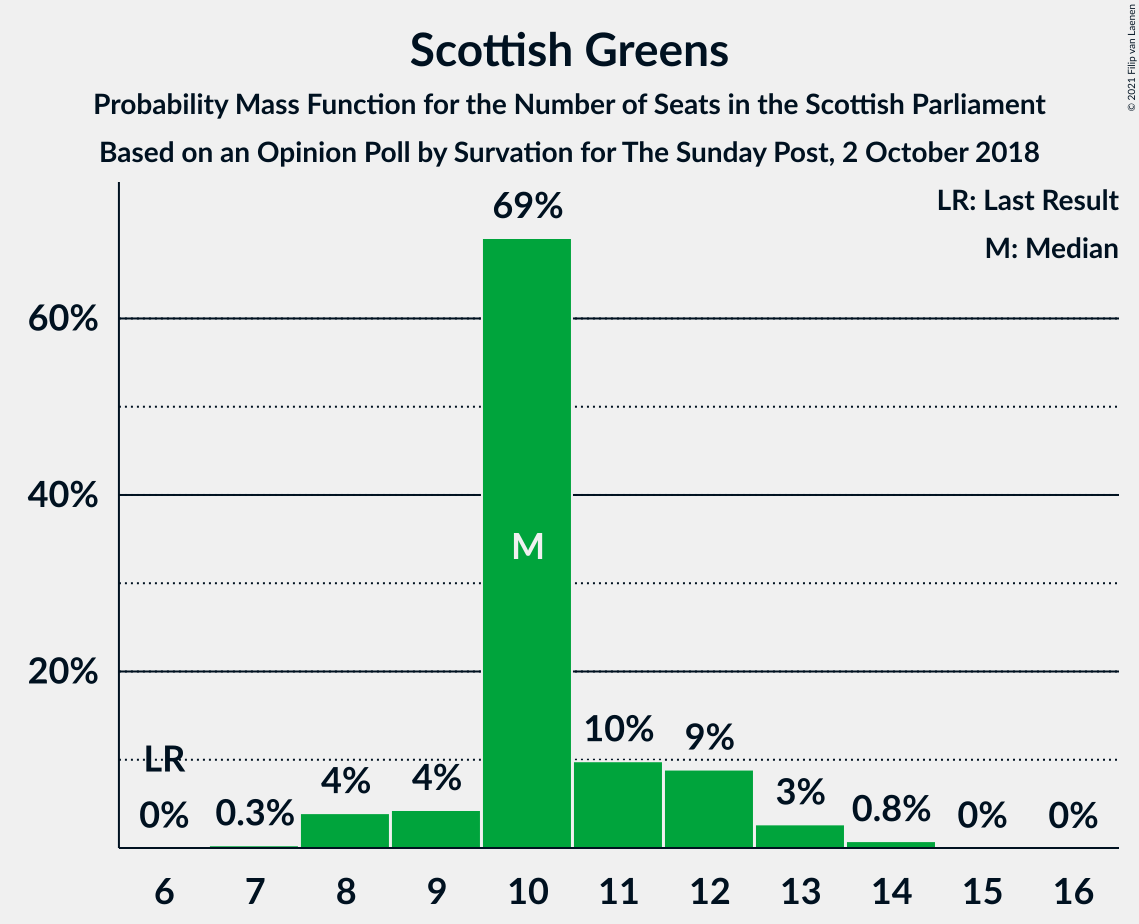 © 2021 Filip van Laenen
Scottish Greens
Probability Mass Function for the Number of Seats in the Scottish Parliament
Based on an Opinion Poll by Survation for The Sunday Post, 2 October 2018
LR: Last Result
M: Median
69%
60%
40%
M
20%
LR
0%
0.3%
4%
4%
10%
9%
3%
0.8%
0%
0%
6 7 8 9 10 11 12 13 14 15 16